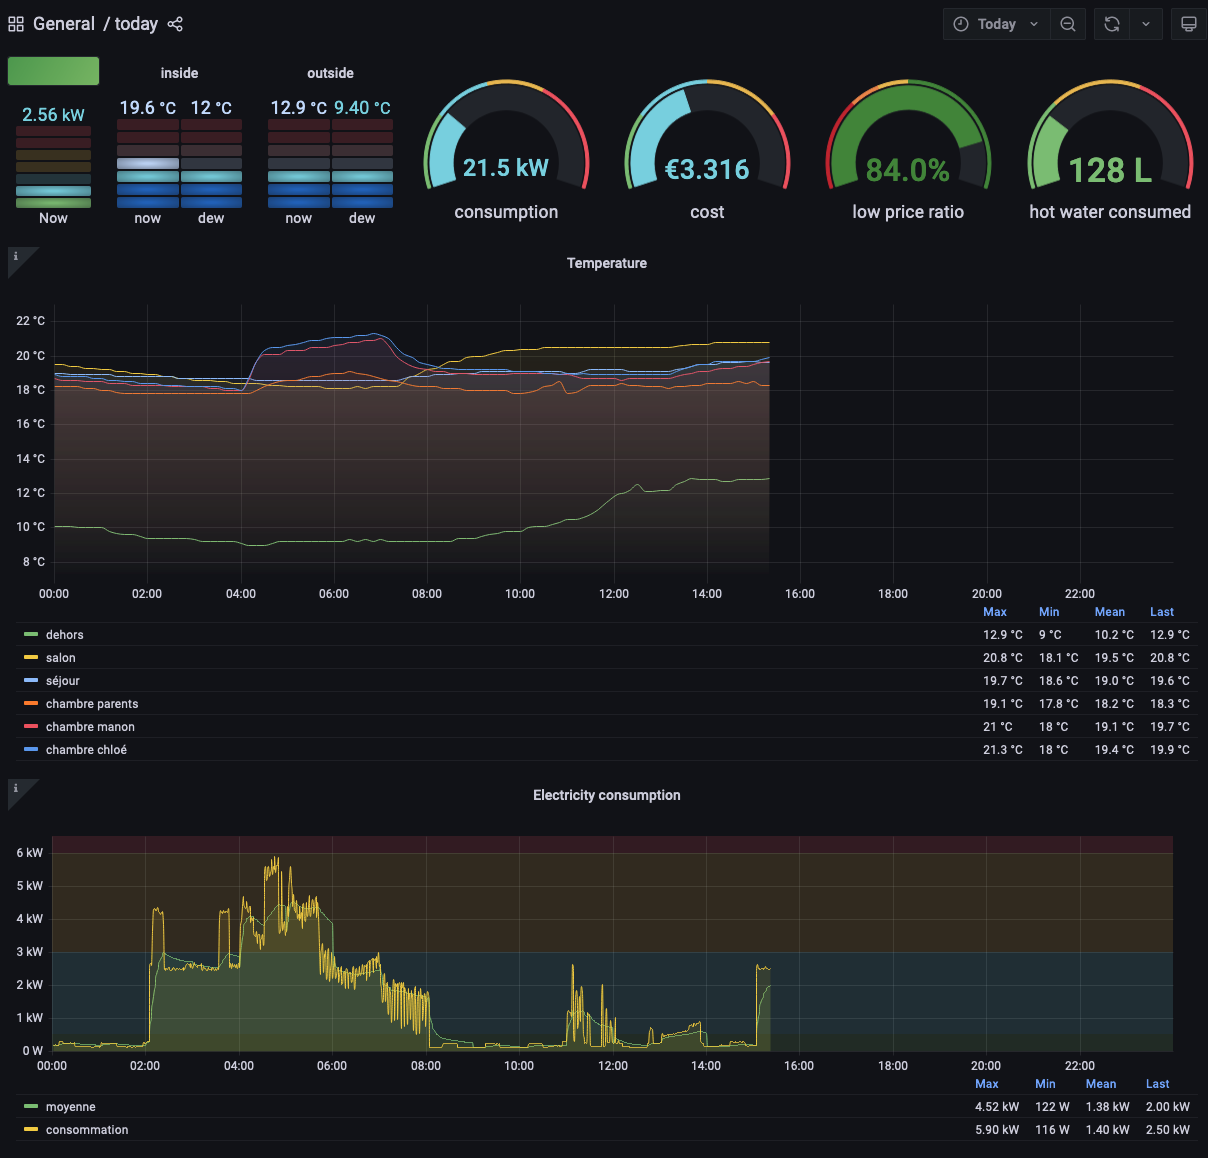 General / today
Today
inside
outside
2.56 kW
19.6 °C 12 °C
12.9 °C 9.40 °C
Now
now dew
now dew
21.5 kW
consumption
€3.316
cost
84.0%
low price ratio
128 L
hot water consumed
i
Temperature
22 °C
20 °C
18 °C
16 °C
14 °C
12 °C
10 °C
8 °C
00:00 02:00 04:00 06:00 08:00 10:00 12:00 14:00 16:00 18:00 20:00 22:00
Max Min Mean Last
dehors 12.9 °C 9 °C 10.2 °C 12.9 °C
salon 20.8 °C 18.1 °C 19.5 °C 20.8 °C
séjour 19.7 °C 18.6 °C 19.0 °C 19.6 °C
chambre parents 19.1 °C 17.8 °C 18.2 °C 18.3 °C
chambre manon 21 °C 18 °C 19.1 °C 19.7 °C
chambre chloé 21.3 °C 18 °C 19.4 °C 19.9 °C
i
Electricity consumption
6 kW
5 kW
4 kW
3 kW
2 kW
1 kW
0 W
00:00 02:00 04:00 06:00 08:00 10:00 12:00 14:00 16:00 18:00 20:00 22:00
Max Min Mean Last
moyenne 4.52 kW 122 W 1.38 kW 2.00 kW
consommation 5.90 kW 116 W 1.40 kW 2.50 kW